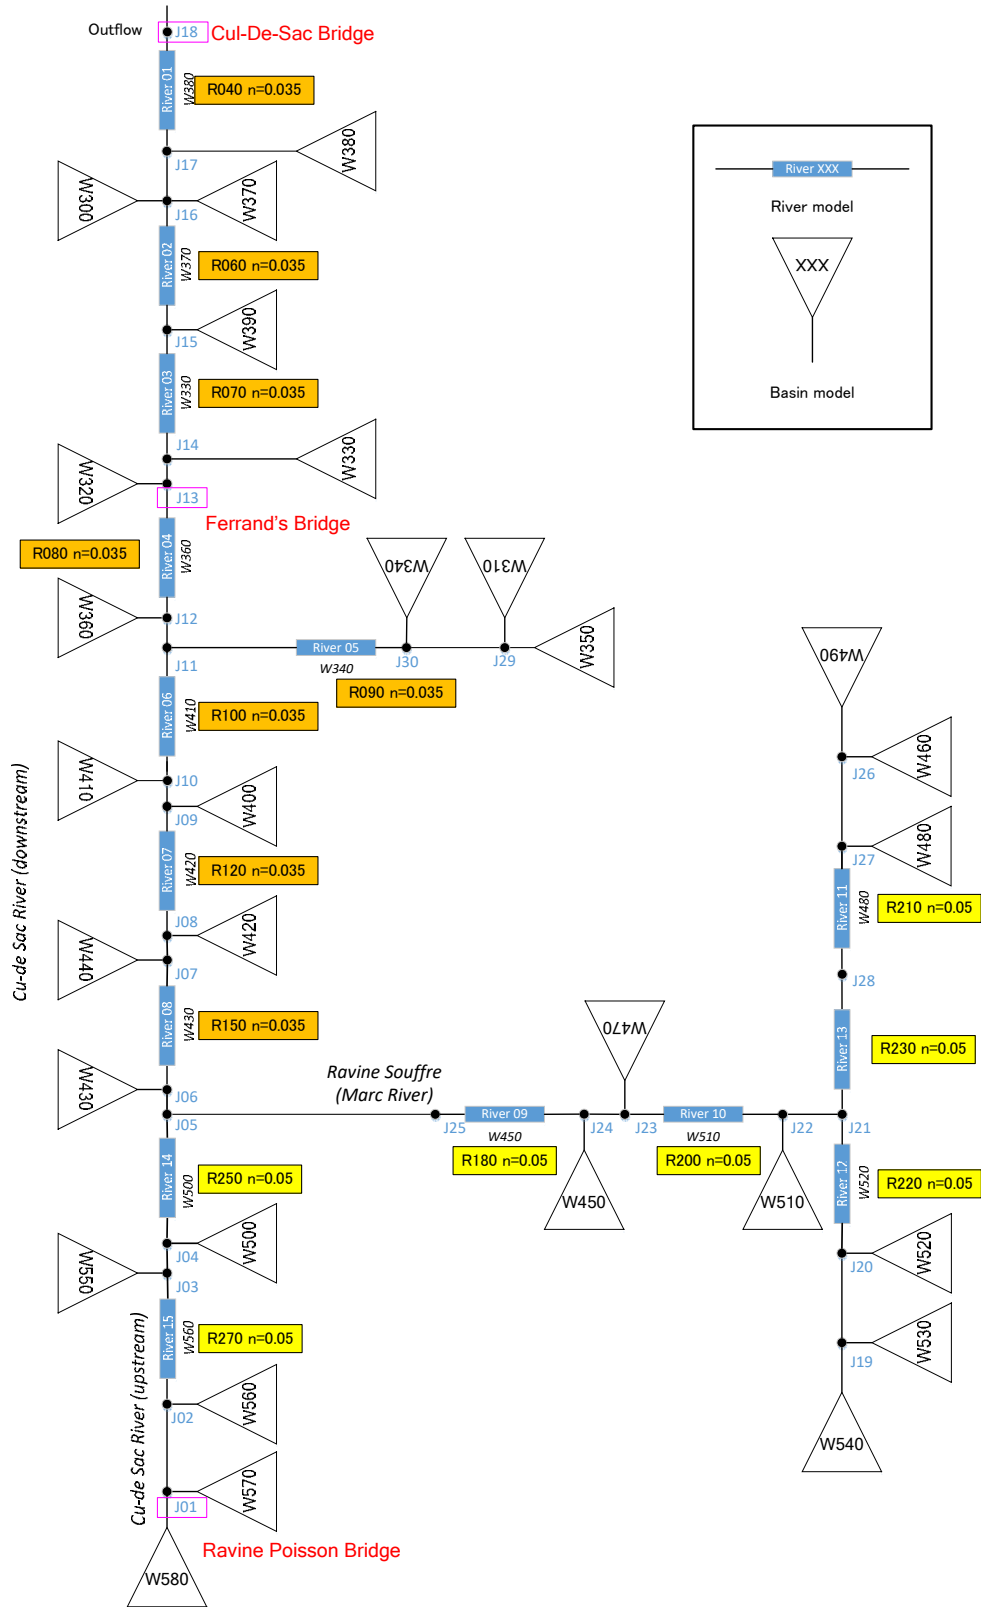 Outflow
J18
Cul-De-Sac Bridge
River 01
W380
R040 n=0.035
J17
W380
W300
J16
W370
River 02
W370
R060 n=0.035
J15
W390
River 03
W330
R070 n=0.035
J14
W330
W320
J13
Ferrand's Bridge
R080 n=0.035
River 04
W360
W360
J12
J11
River 05
W340
R090 n=0.035
J30
W340
J29
W310
W350
River 06
W410
R100 n=0.035
W410
J10
J09
W400
River 07
W420
R120 n=0.035
J08
W420
W440
J07
River 08
W430
R150 n=0.035
W430
J06
J05
Cu-de Sac River (downstream)
Ravine Souffre
(Marc River)
J25
River 09
W450
R180 n=0.05
J24
W450
J23
W470
River 10
W510
R200 n=0.05
J22
W510
J21
W490
J26
W460
J27
W480
River 11
W480
R210 n=0.05
J28
River 13
R230 n=0.05
River 12
W520
R220 n=0.05
J20
W520
J19
W530
W540
River 14
W500
R250 n=0.05
J04
W500
W550
J03
River 15
W560
R270 n=0.05
J02
W560
Cu-de Sac River (upstream)
W570
J01
Ravine Poisson Bridge
W580
River XXX
River model
XXX
Basin model